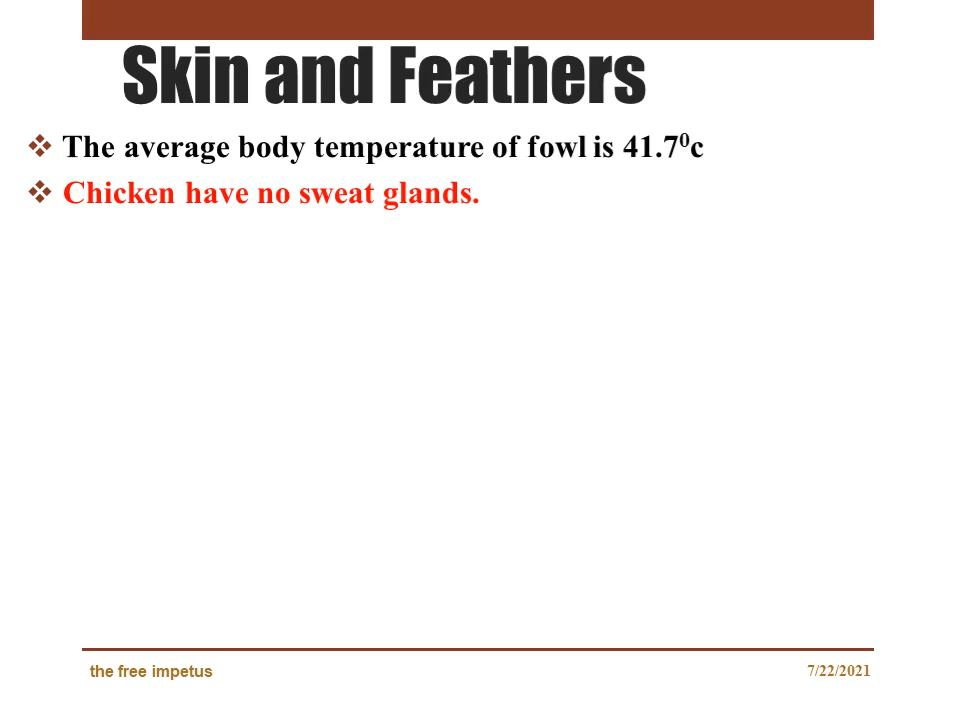 Skin and Feathers
❖ The average body temperature of fowl is 41.7⁰c
❖ Chicken have no sweat glands.
the free impetus
7/22/2021